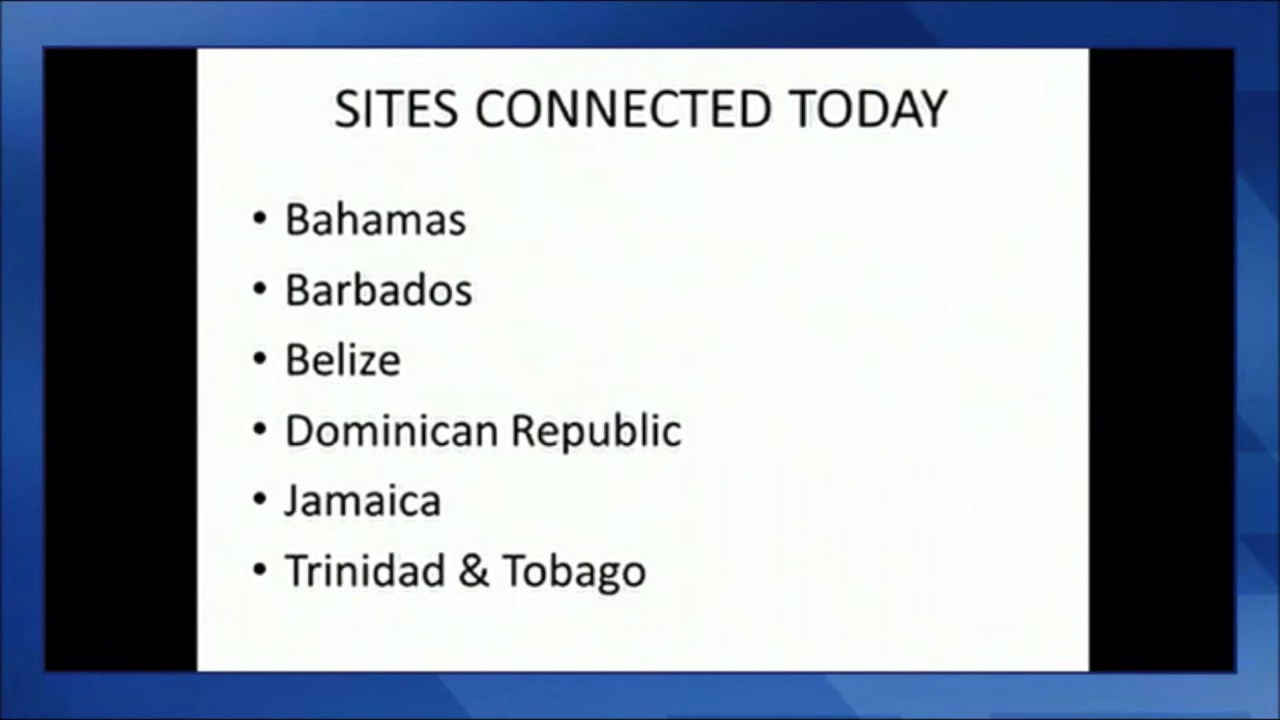 SITES CONNECTED TODAY
• Bahamas
• Barbados
• Belize
• Dominican Republic
• Jamaica
• Trinidad & Tobago